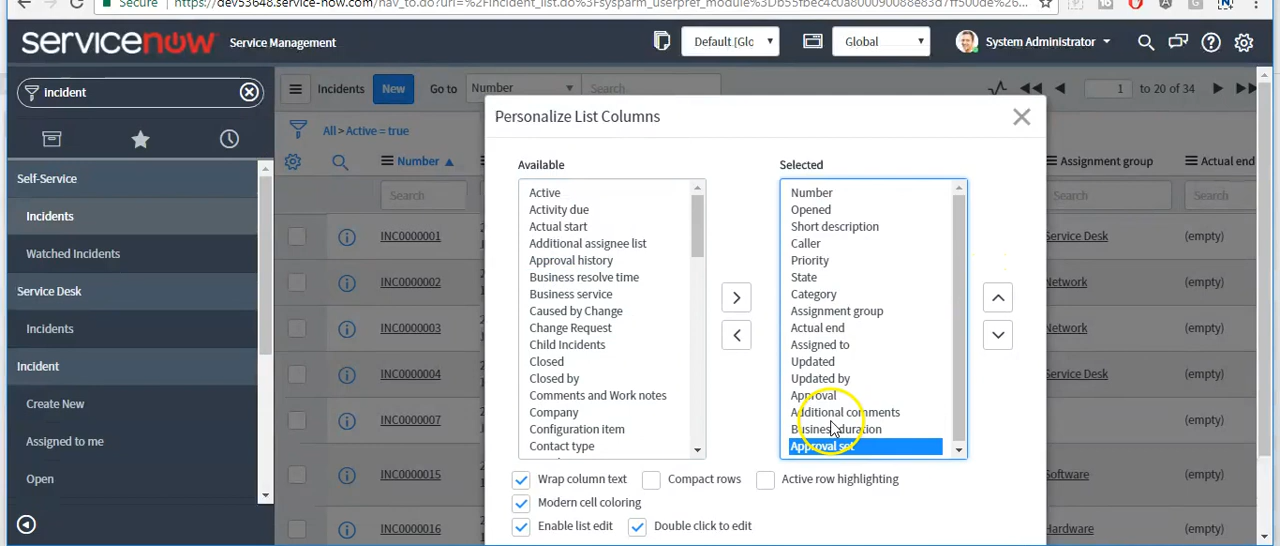 Secure https://dev53648.service-now.com/nav_to.do?uri=%2Fincident_list.do%3Fsysparm_userpref_module%3Db55fbec4c0a800090088e83d7ff500de%26...
servicenow Service Management Default [Glo Global System Administrator
incident
Incidents New Go to Number Search 1 to 20 of 34
All > Active = true
Number Assignment group Actual end
Search Search Search
Self-Service
Incidents
Watched Incidents
Service Desk
Incidents
Incident
Create New
Assigned to me
Open
INC0000001 Service Desk (empty)
INC0000002 Network (empty)
INC0000003 Network (empty)
INC0000004 Service Desk (empty)
INC0000007 (empty)
INC0000015 Software (empty)
INC0000016 Hardware (empty)
Personalize List Columns
Available
Active
Activity due
Actual start
Additional assignee list
Approval history
Business resolve time
Business service
Caused by Change
Change Request
Child Incidents
Closed
Closed by
Comments and Work notes
Company
Configuration item
Contact type
Selected
Number
Opened
Short description
Caller
Priority
State
Category
Assignment group
Actual end
Assigned to
Updated
Updated by
Approval
Additional comments
Business duration
Approval set
Wrap column text Compact rows Active row highlighting
Modern cell coloring
Enable list edit Double click to edit